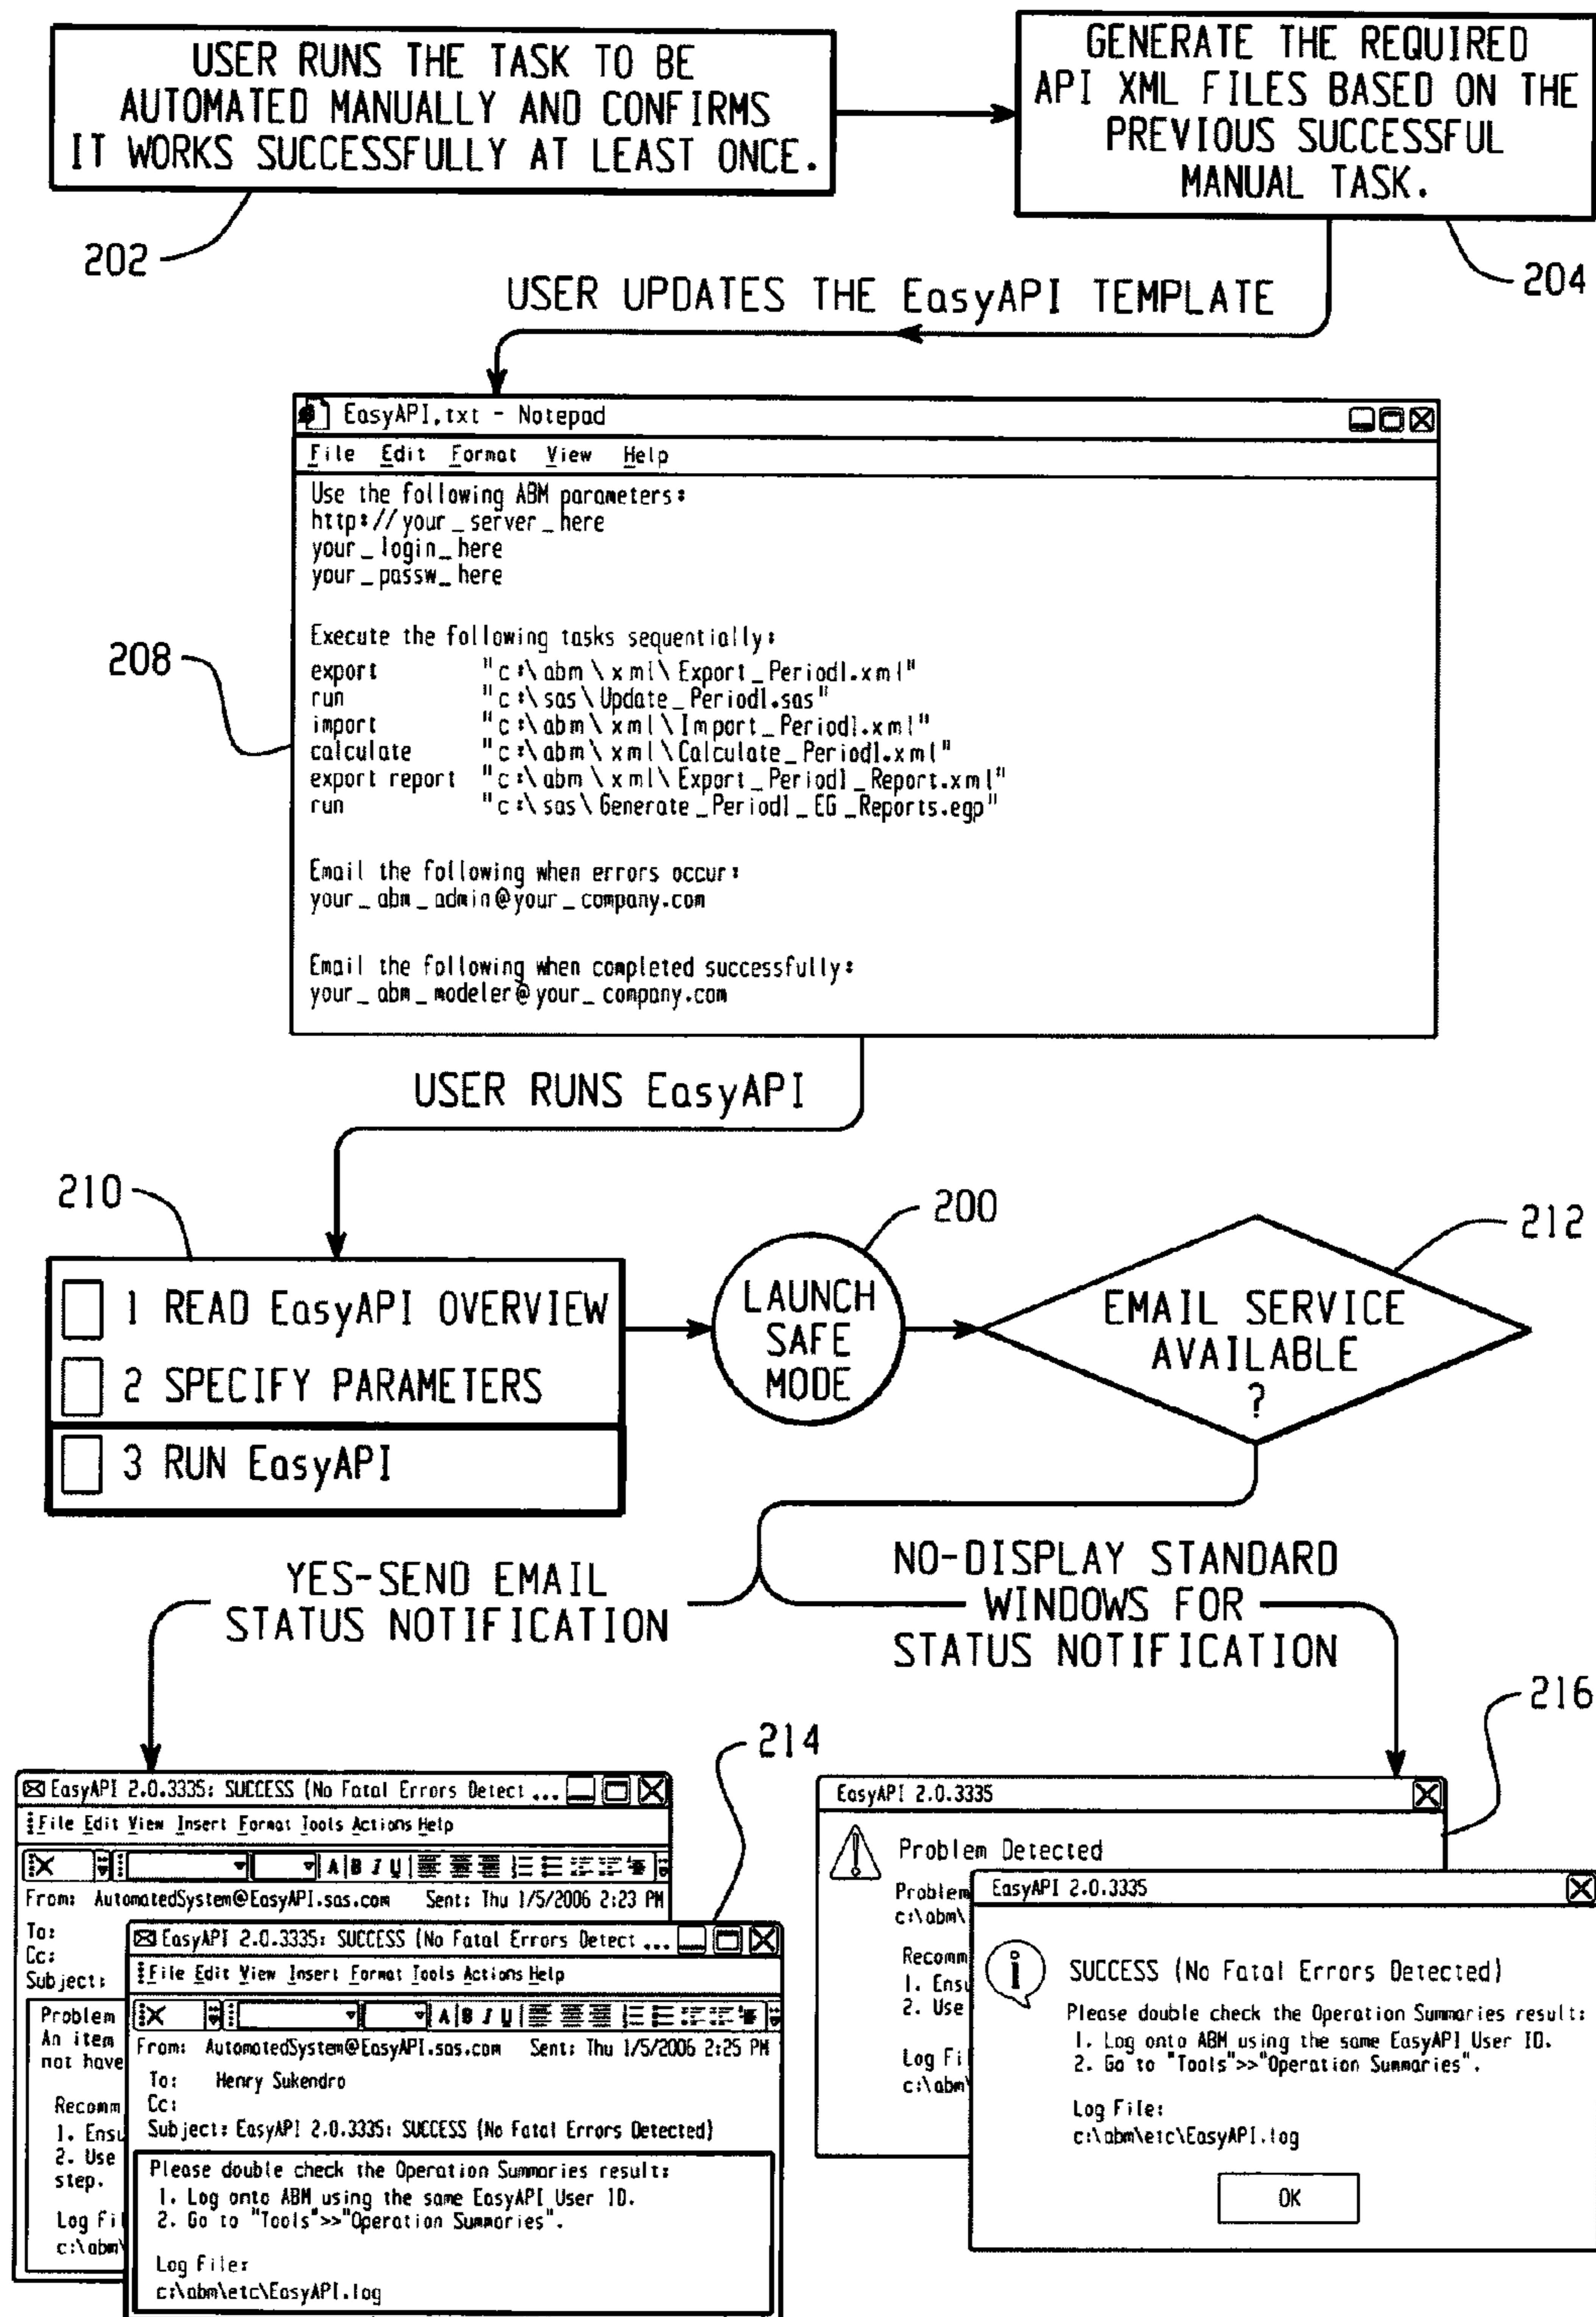 USER RUNS THE TASK TO BE
AUTOMATED MANUALLY AND CONFIRMS
IT WORKS SUCCESSFULLY AT LEAST ONCE.
202
GENERATE THE REQUIRED
API XML FILES BASED ON THE
PREVIOUS SUCCESSFUL
MANUAL TASK.
204
USER UPDATES THE EasyAPI TEMPLATE
EasyAPI.txt - Notepad
File Edit Format View Help
Use the following ABM parameters:
http://your_server_here
your_login_here
your_passw_here
Execute the following tasks sequentially:
208
export "c:\abm\xml\Export_Period1.xml"
run "c:\sas\Update_Period1.sas"
import "c:\abm\xml\Import_Period1.xml"
calculate "c:\abm\xml\Calculate_Period1.xml"
export report "c:\abm\xml\Export_Period1_Report.xml"
run "c:\sas\Generate_Period1_EG_Reports.egp"
Email the following when errors occur:
your_abm_admin@your_company.com
Email the following when completed successfully:
your_abm_modeler@your_company.com
USER RUNS EasyAPI
210
1 READ EasyAPI OVERVIEW
2 SPECIFY PARAMETERS
3 RUN EasyAPI
200
LAUNCH
SAFE
MODE
212
EMAIL SERVICE
AVAILABLE
?
YES-SEND EMAIL
STATUS NOTIFICATION
NO-DISPLAY STANDARD
WINDOWS FOR
STATUS NOTIFICATION
214
EasyAPI 2.0.3335: SUCCESS (No Fatal Errors Detect ...
File Edit View Insert Format Tools Actions Help
A B I U
From: AutomatedSystem@EasyAPI.sas.com Sent: Thu 1/5/2006 2:23 PM
To:
Cc:
Subject:
Problem
An item
not have
Recomm
1. Ensu
2. Use
step.
Log Fil
c:\abm\
EasyAPI 2.0.3335: SUCCESS (No Fatal Errors Detect ...
File Edit View Insert Format Tools Actions Help
A B I U
From: AutomatedSystem@EasyAPI.sas.com Sent: Thu 1/5/2006 2:25 PM
To: Henry Sukendro
Cc:
Subject: EasyAPI 2.0.3335: SUCCESS (No Fatal Errors Detected)
Please double check the Operation Summaries result:
1. Log onto ABM using the same EasyAPI User ID.
2. Go to "Tools">>"Operation Summaries".
Log File:
c:\abm\etc\EasyAPI.log
216
EasyAPI 2.0.3335
Problem Detected
Problem
c:\abm\
Recomm
1. Ensu
2. Use
Log Fi
c:\abm\
EasyAPI 2.0.3335
i
SUCCESS (No Fatal Errors Detected)
Please double check the Operation Summaries result:
1. Log onto ABM using the same EasyAPI User ID.
2. Go to "Tools">>"Operation Summaries".
Log File:
c:\abm\etc\EasyAPI.log
OK